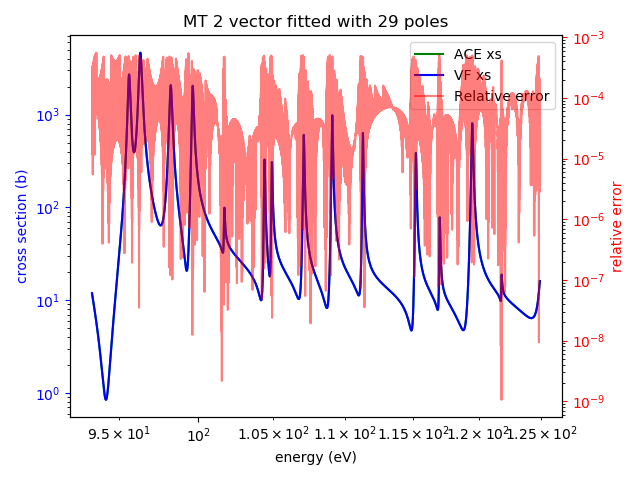 MT 2 vector fitted with 29 poles
ACE xs
VF xs
Relative error
cross section (b)
10³
10²
10¹
10⁰
10⁻³
10⁻⁴
10⁻⁵
10⁻⁶
10⁻⁷
10⁻⁸
10⁻⁹
relative error
9.5 × 10¹ 10² 1.05 × 10² 1.1 × 10² 1.15 × 10² 1.2 × 10² 1.25 × 10²
energy (eV)